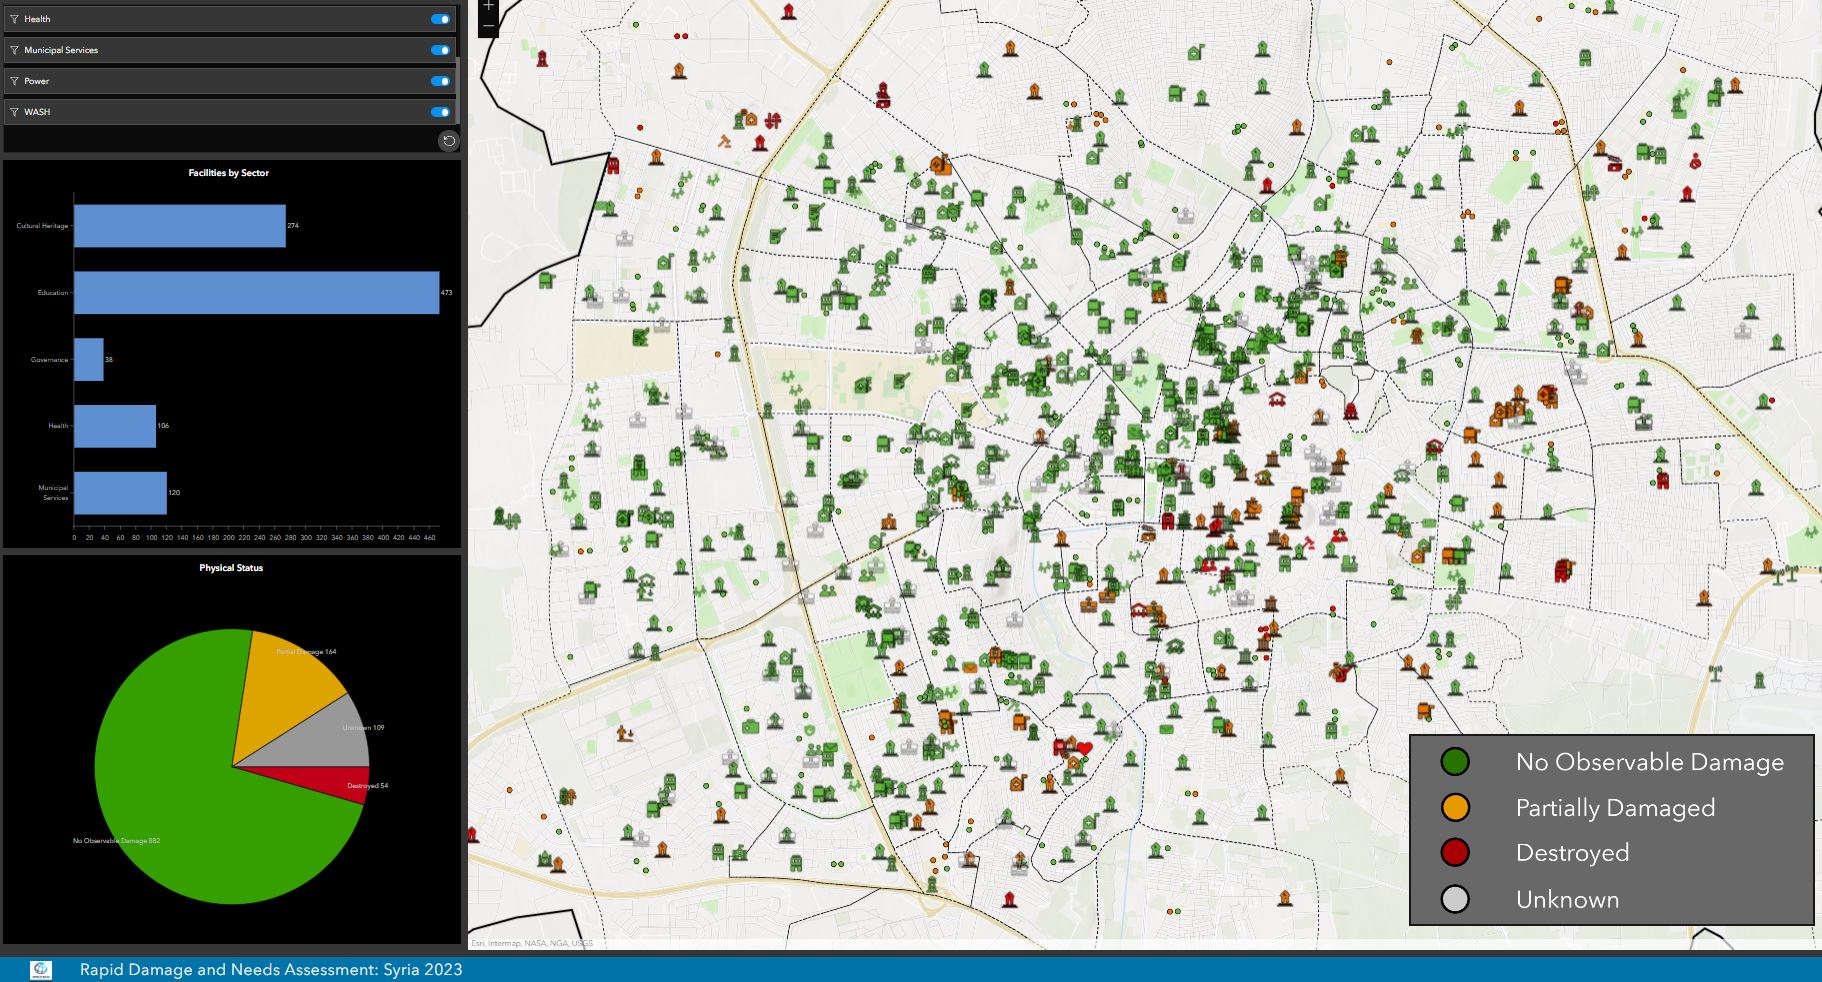 Health
Municipal Services
Power
WASH
Facilities by Sector
Cultural Heritage
274
Education
473
Governance
38
Health
106
Municipal
Services
120
0 20 40 60 80 100 120 140 160 180 200 220 240 260 280 300 320 340 360 380 400 420 440 460
Physical Status
Partial Damage 164
Unknown 109
Destroyed 54
No Observable Damage 882
+
−
No Observable Damage
Partially Damaged
Destroyed
Unknown
Esri, Intermap, NASA, NGA, USGS
Rapid Damage and Needs Assessment: Syria 2023